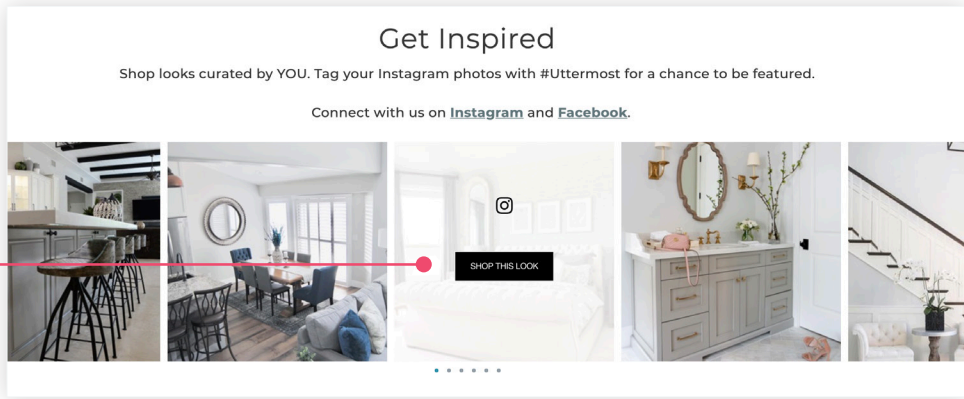 Get Inspired
Shop looks curated by YOU. Tag your Instagram photos with #Uttermost for a chance to be featured.
Connect with us on Instagram and Facebook.
SHOP THIS LOOK